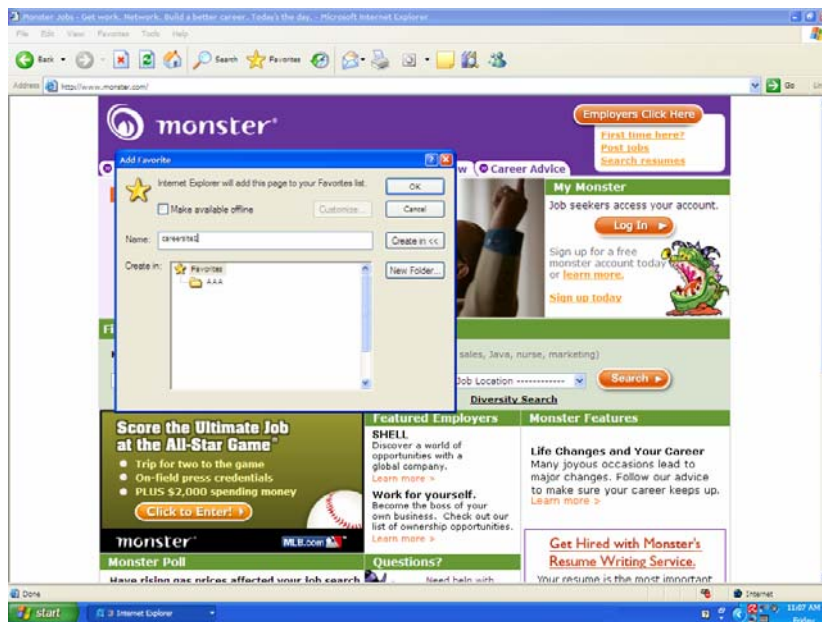 Monster Jobs - Get work. Network. Build a better career. Today's the day. - Microsoft Internet Explorer
File Edit View Favorites Tools Help
Back Search Favorites
Address http://www.monster.com/ Go
monster®
Employers Click Here
First time here?
Post jobs
Search resumes
Career Advice
Add Favorite
Internet Explorer will add this page to your Favorites list.
OK
Make available offline
Customize...
Cancel
Name:
Create in <<
Create in:
Favorites
AAA
New Folder...
My Monster
Job seekers access your account.
Log In
Sign up for a free
monster account today
or learn more.
Sign up today
sales, Java, nurse, marketing)
Job Location ------------
Search
Diversity Search
Score the Ultimate Job
at the All-Star Game
Trip for two to the game
On-field press credentials
PLUS $2,000 spending money
Click to Enter!
monster
MLB.com
Featured Employers
SHELL
Discover a world of
opportunities with a
global company.
Learn more >
Work for yourself.
Become the boss of your
own business. Check out our
list of ownership opportunities.
Learn more >
Monster Features
Life Changes and Your Career
Many joyous occasions lead to
major changes. Follow our advice
to make sure your career keeps up.
Learn more >
Get Hired with Monster's
Resume Writing Service.
Your resume is the most important
Monster Poll
Have rising gas prices affected your job search
Questions?
Need help with
Done
Internet
start
3 Internet Explorer
11:07 AM
Friday